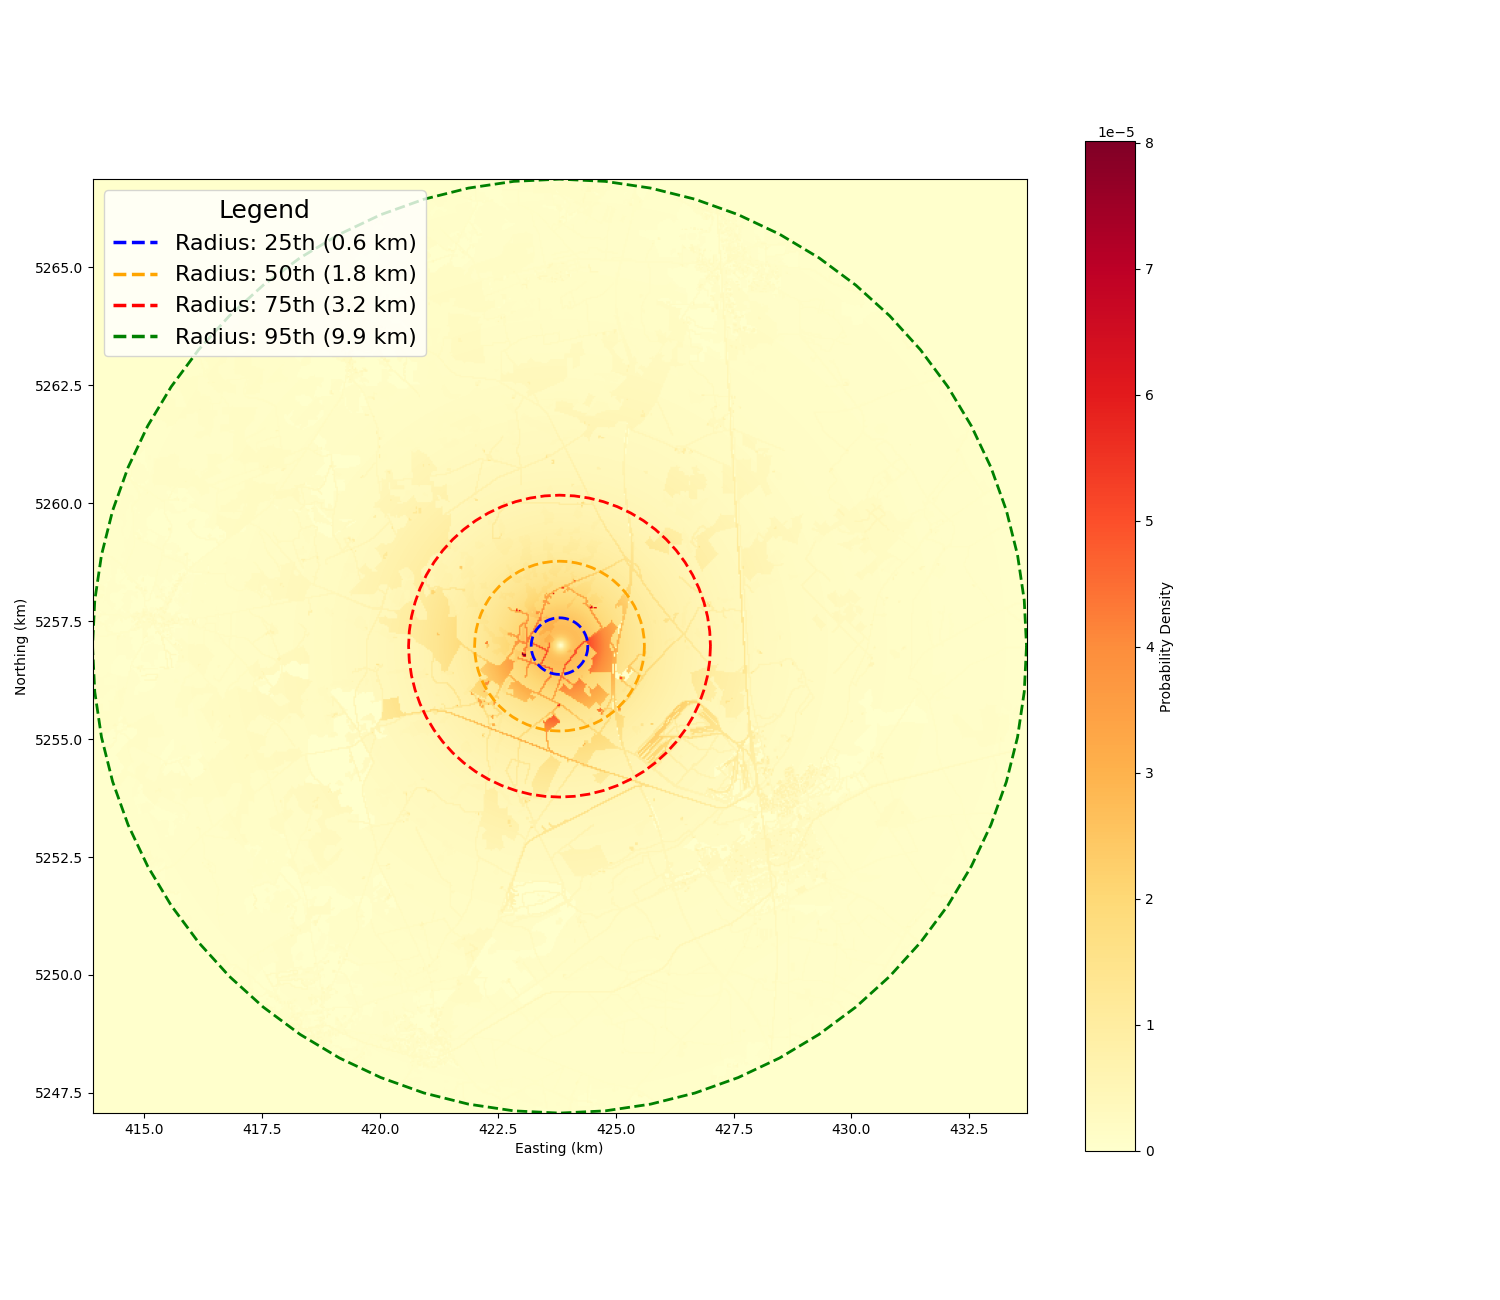 1e−5
Legend
Radius: 25th (0.6 km)
Radius: 50th (1.8 km)
Radius: 75th (3.2 km)
Radius: 95th (9.9 km)
5265.0
5262.5
5260.0
5257.5
5255.0
5252.5
5250.0
5247.5
Northing (km)
415.0 417.5 420.0 422.5 425.0 427.5 430.0 432.5
Easting (km)
8
7
6
5
4
3
2
1
0
Probability Density